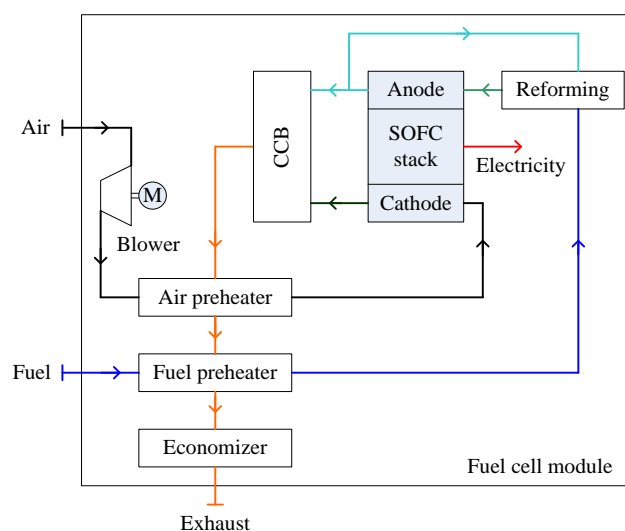 Anode
Reforming
Air
CCB
SOFC
stack
Electricity
M
Cathode
Blower
Air preheater
Fuel
Fuel preheater
Economizer
Fuel cell module
Exhaust